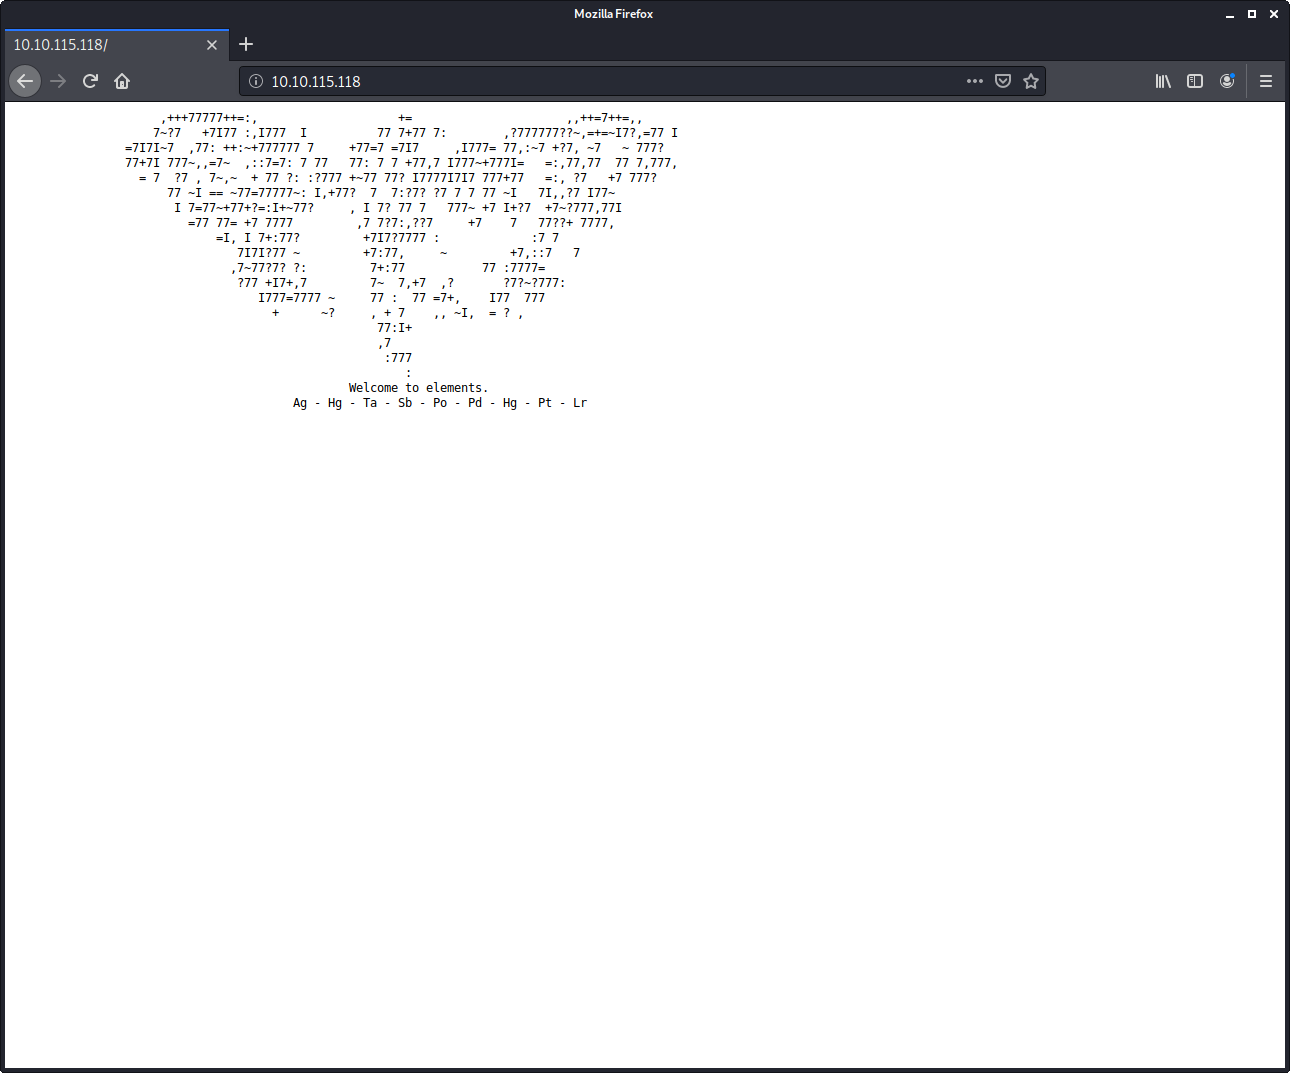 Mozilla Firefox
10.10.115.118/
10.10.115.118
,+++77777++=:,                    +=                      ,,++=7++=,,
7~?7   +7I77 :,I777  I          77 7+77 7:        ,?777777??~,=+=~I7?,=77 I
=7I7I~7  ,77: ++:~+777777 7     +77=7 =7I7     ,I777= 77,:~7 +?7, ~7   ~ 777?
77+7I 777~,,=7~  ,::7=7: 7 77   77: 7 7 +77,7 I777~+777I=   =:,77,77  77 7,777,
= 7  ?7 , 7~,~  + 77 ?: :?777 +~77 77? I7777I7I7 777+77   =:, ?7   +7 777?
77 ~I == ~77=77777~: I,+77?  7  7:?7? ?7 7 7 77 ~I   7I,,?7 I77~
I 7=77~+77+?=:I+~77?     , I 7? 77 7   777~ +7 I+?7  +7~?777,77I
=77 77= +7 7777         ,7 7?7:,??7     +7    7   77??+ 7777,
=I, I 7+:77?         +7I7?7777 :             :7 7
7I7I?77 ~         +7:77,     ~         +7,::7   7
,7~77?7? ?:         7+:77           77 :7777=
?77 +I7+,7         7~  7,+7  ,?       ?7?~?777:
I777=7777 ~     77 :  77 =7+,    I77  777
+      ~?     , + 7    ,, ~I,  = ? ,
77:I+
,7
:777
:
Welcome to elements.
Ag - Hg - Ta - Sb - Po - Pd - Hg - Pt - Lr